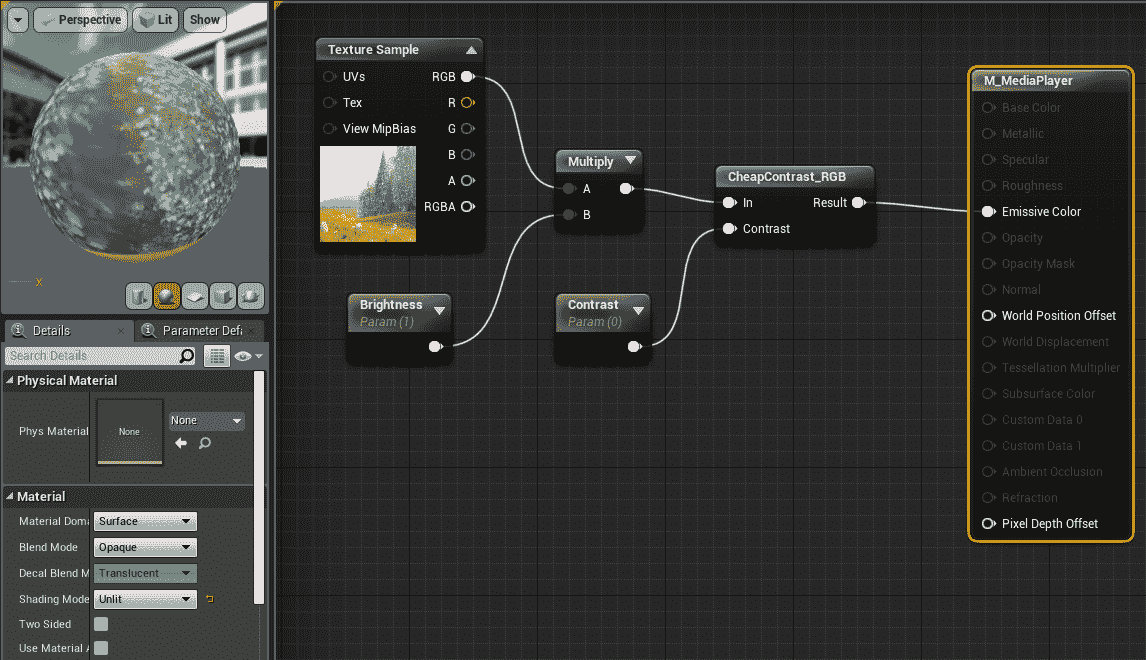 Perspective
Lit
Show
X
Details
Parameter Defa
Search Details
Physical Material
Phys Material
None
None
Material
Material Doma
Surface
Blend Mode
Opaque
Decal Blend M
Translucent
Shading Mode
Unlit
Two Sided
Use Material A
Texture Sample
UVs
RGB
Tex
R
View MipBias
G
B
A
RGBA
Brightness
Param (1)
Multiply
A
B
Contrast
Param (0)
CheapContrast_RGB
In
Result
Contrast
M_MediaPlayer
Base Color
Metallic
Specular
Roughness
Emissive Color
Opacity
Opacity Mask
Normal
World Position Offset
World Displacement
Tessellation Multiplier
Subsurface Color
Custom Data 0
Custom Data 1
Ambient Occlusion
Refraction
Pixel Depth Offset